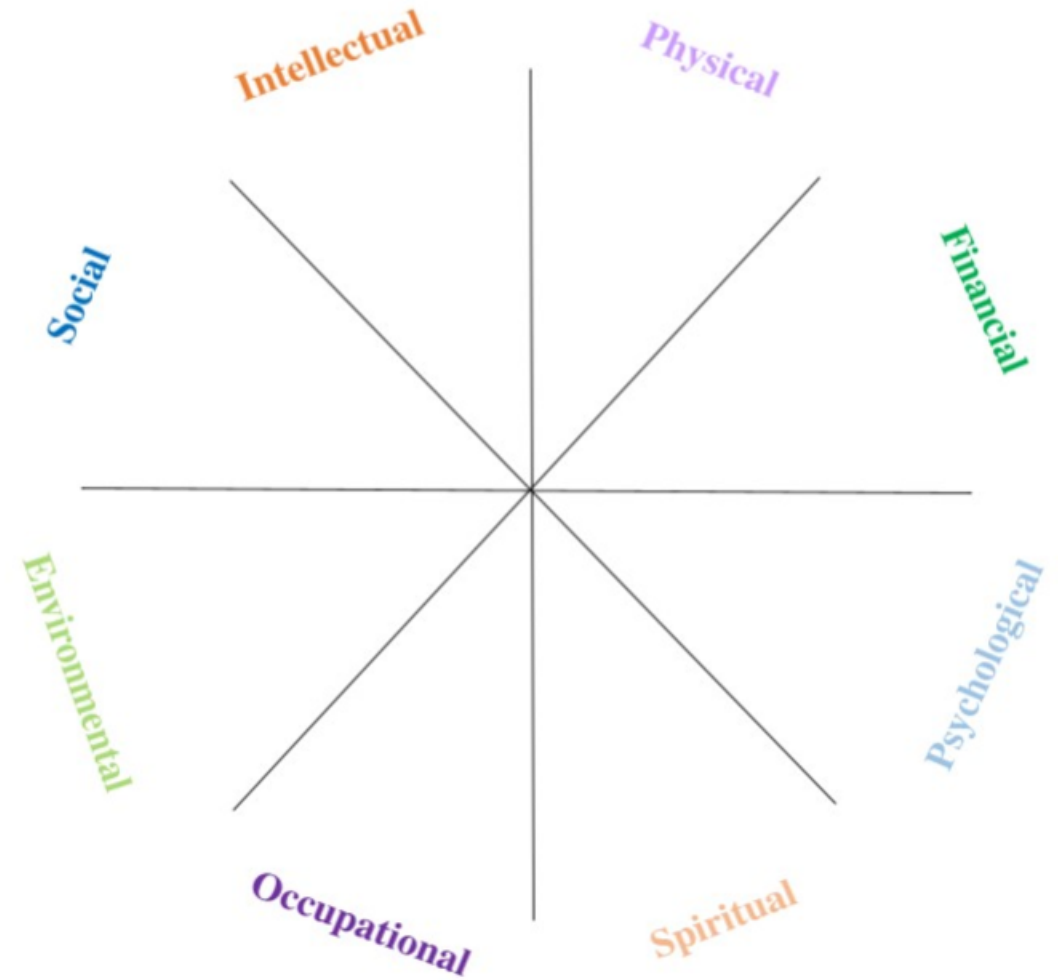 Intellectual
Physical
Social
Financial
Environmental
Psychological
Occupational
Spiritual